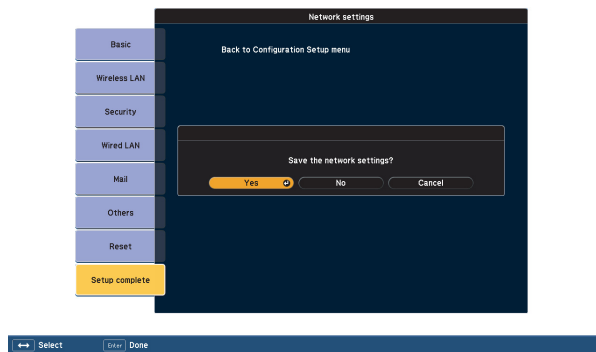 Network settings
Basic
Back to Configuration Setup menu
Wireless LAN
Security
Wired LAN
Save the network settings?
Mail
Yes No Cancel
Others
Reset
Setup complete
Select Enter Done